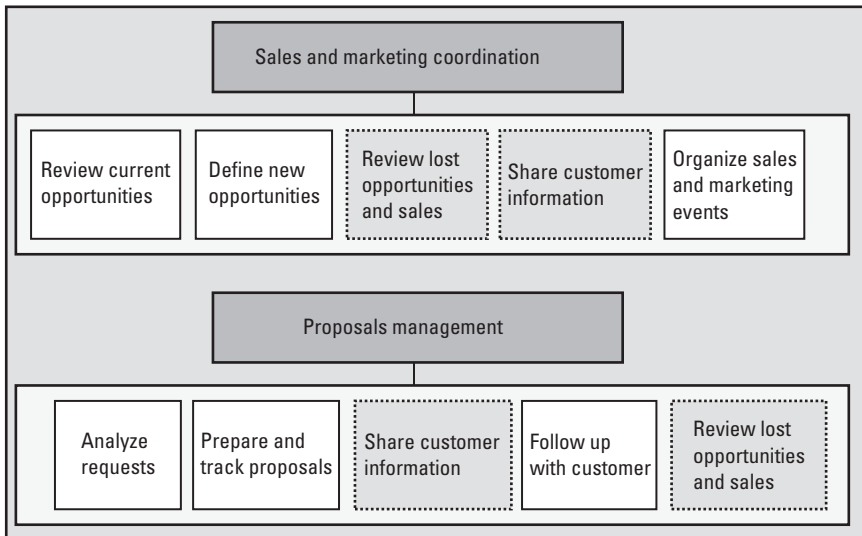 Sales and marketing coordination
Review current
opportunities
Define new
opportunities
Review lost
opportunities
and sales
Share customer
information
Organize sales
and marketing
events
Proposals management
Analyze
requests
Prepare and
track proposals
Share customer
information
Follow up
with customer
Review lost
opportunities
and sales